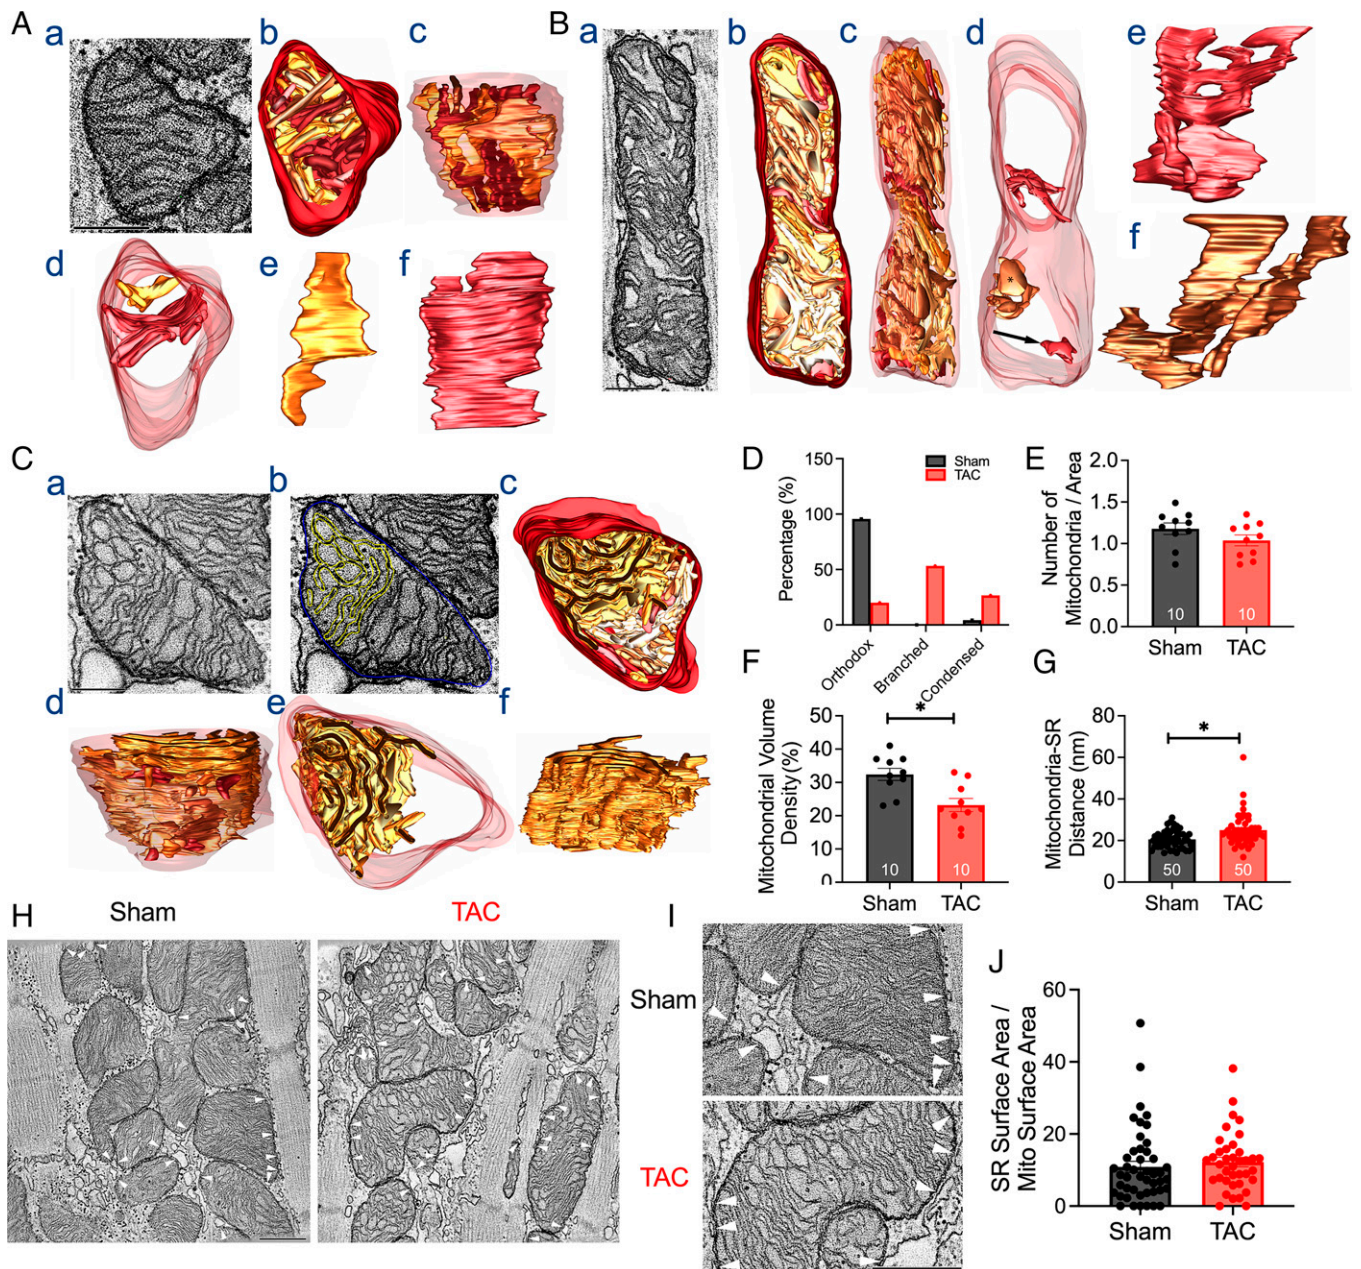 A
a
b
c
d
e
f
B
a
b
c
d
e
f
*
C
a
b
c
d
e
f
D
Percentage (%)
150
100
50
0
Sham
TAC
Orthodox
Branched
Condensed
E
Number of
Mitochondria / Area
2.0
1.5
1.0
0.5
0.0
10
10
Sham
TAC
F
Mitochondrial Volume
Density (%)
50
40
30
20
10
0
*
10
10
Sham
TAC
G
Mitochondria-SR
Distance (nm)
80
60
40
20
0
*
50
50
Sham
TAC
H
Sham
TAC
I
Sham
TAC
J
SR Surface Area /
Mito Surface Area
60
40
20
0
Sham
TAC